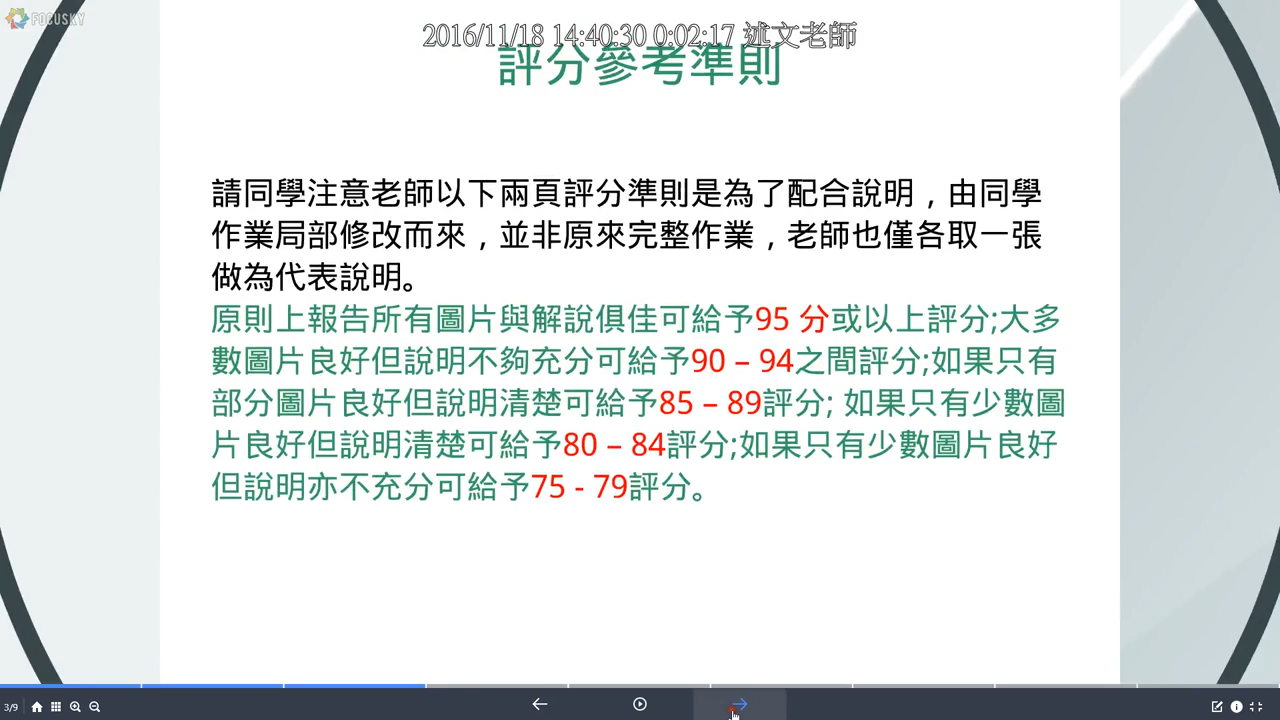 FOCUSKY
2016/11/18 14:40:30 0:02:17 述文老師
評分參考準則
請同學注意老師以下兩頁評分準則是為了配合說明，由同學
作業局部修改而來，並非原來完整作業，老師也僅各取一張
做為代表說明。
原則上報告所有圖片與解說俱佳可給予95 分或以上評分;大多
數圖片良好但說明不夠充分可給予90 – 94之間評分;如果只有
部分圖片良好但說明清楚可給予85 – 89評分; 如果只有少數圖
片良好但說明清楚可給予80 – 84評分;如果只有少數圖片良好
但說明亦不充分可給予75 - 79評分。
3/9